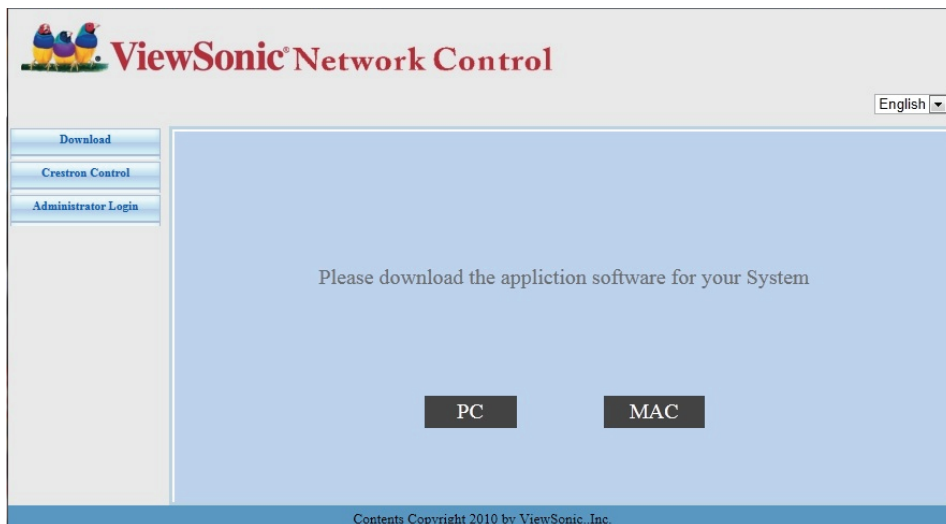 ViewSonic® Network Control
English
Download
Crestron Control
Administrator Login
Please download the appliction software for your System
PC MAC
Contents Copyright 2010 by ViewSonic.,Inc.